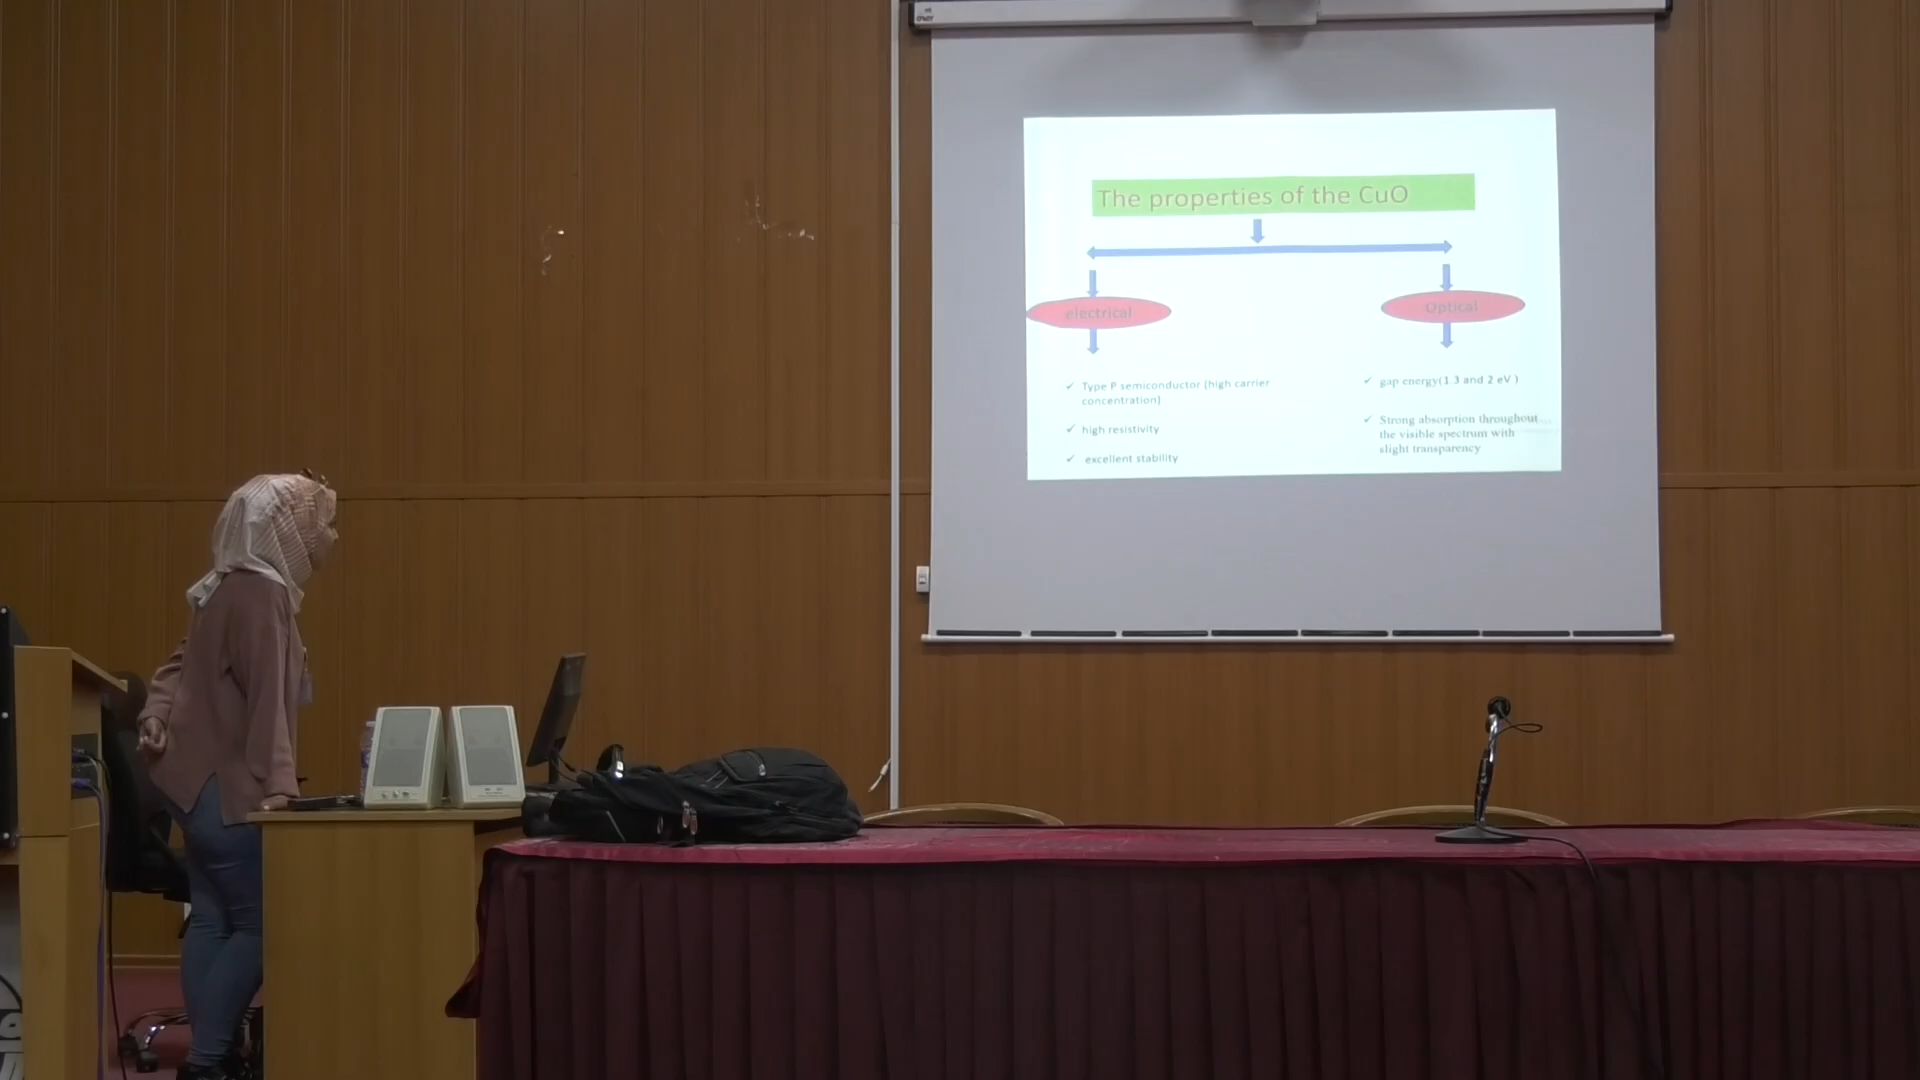 The properties of the CuO
electrical
Optical
✓ Type P semiconductor (high carrier
concentration)
✓ high resistivity
✓ excellent stability
✓ gap energy(1.3 and 2 eV )
✓ Strong absorption throughout
the visible spectrum with
slight transparency